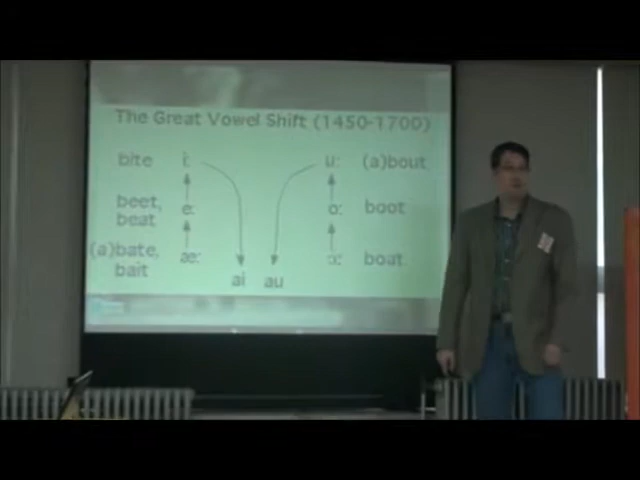 The Great Vowel Shift (1450-1700)
bite i: u: (a)bout
beet, beat e: o: boot
(a)bate, bait æ: ɔ: boat
ai au